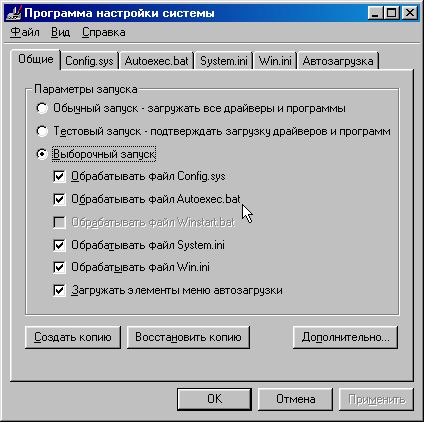 Программа настройки системы
Файл Вид Справка
Общие Config.sys Autoexec.bat System.ini Win.ini Автозагрузка
Параметры запуска
Обычный запуск - загружать все драйверы и программы
Тестовый запуск - подтверждать загрузку драйверов и программ
Выборочный запуск
Обрабатывать файл Config.sys
Обрабатывать файл Autoexec.bat
Обрабатывать файл Winstart.bat
Обрабатывать файл System.ini
Обрабатывать файл Win.ini
Загружать элементы меню автозагрузки
Создать копию Восстановить копию Дополнительно...
OK Отмена Применить